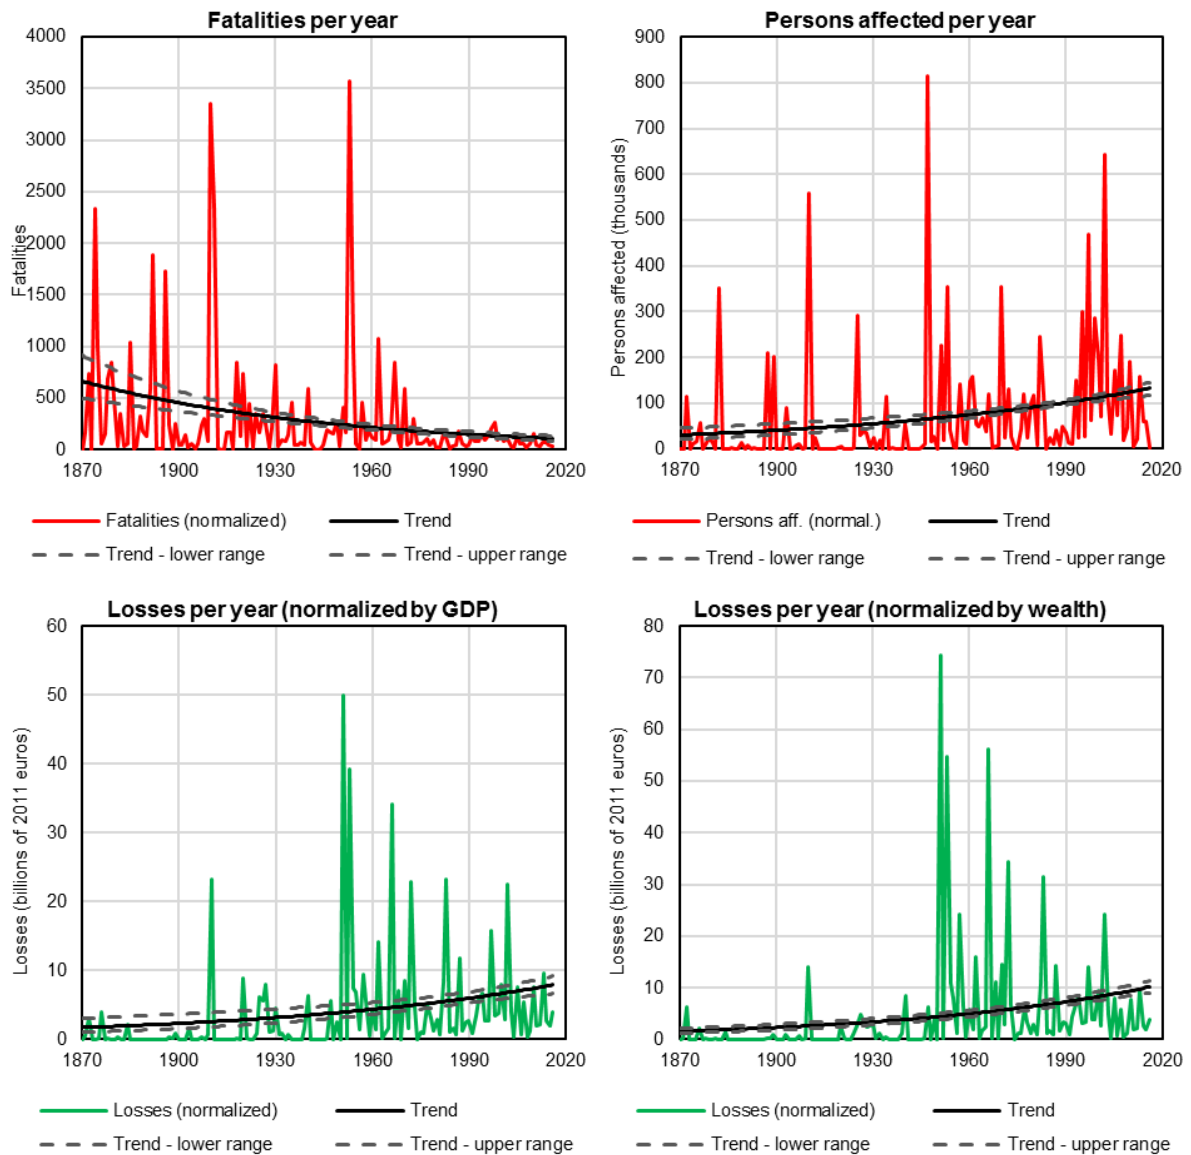 Fatalities per year
4000
3500
3000
2500
2000
1500
1000
500
0
Fatalities
1870 1900 1930 1960 1990 2020
Fatalities (normalized) Trend
Trend - lower range Trend - upper range
Persons affected per year
900
800
700
600
500
400
300
200
100
0
Persons affected (thousands)
1870 1900 1930 1960 1990 2020
Persons aff. (normal.) Trend
Trend - lower range Trend - upper range
Losses per year (normalized by GDP)
60
50
40
30
20
10
0
Losses (billions of 2011 euros)
1870 1900 1930 1960 1990 2020
Losses (normalized) Trend
Trend - lower range Trend - upper range
Losses per year (normalized by wealth)
80
70
60
50
40
30
20
10
0
Losses (billions of 2011 euros)
1870 1900 1930 1960 1990 2020
Losses (normalized) Trend
Trend - lower range Trend - upper range